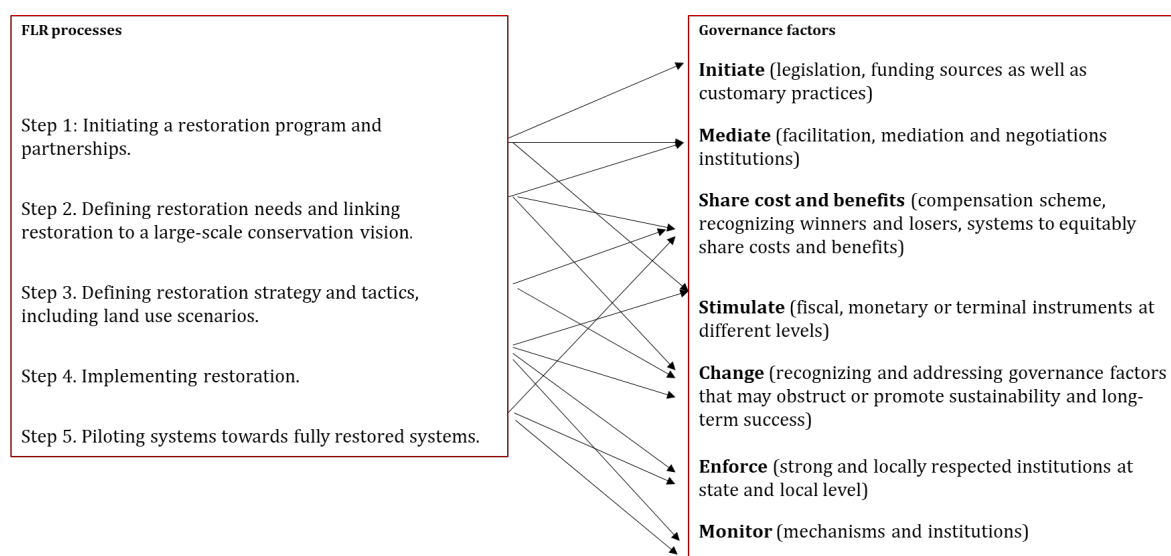 FLR processes
Step 1: Initiating a restoration program and
partnerships.
Step 2. Defining restoration needs and linking
restoration to a large-scale conservation vision.
Step 3. Defining restoration strategy and tactics,
including land use scenarios.
Step 4. Implementing restoration.
Step 5. Piloting systems towards fully restored systems.
Governance factors
Initiate (legislation, funding sources as well as
customary practices)
Mediate (facilitation, mediation and negotiations
institutions)
Share cost and benefits (compensation scheme,
recognizing winners and losers, systems to equitably
share costs and benefits)
Stimulate (fiscal, monetary or terminal instruments at
different levels)
Change (recognizing and addressing governance factors
that may obstruct or promote sustainability and long-
term success)
Enforce (strong and locally respected institutions at
state and local level)
Monitor (mechanisms and institutions)